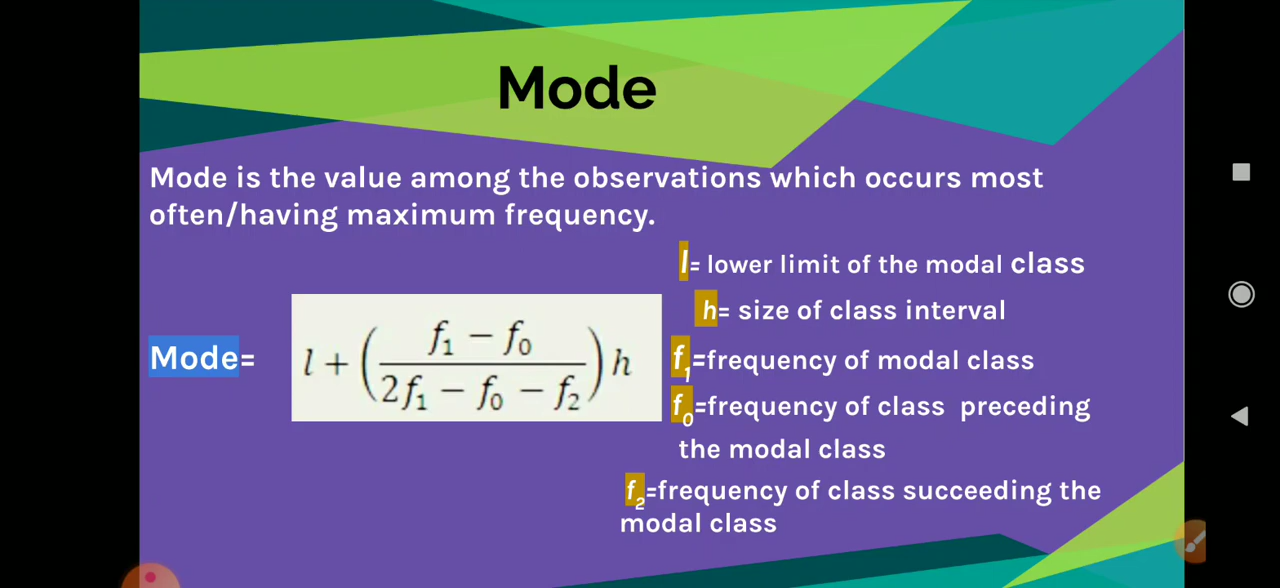 Mode
Mode is the value among the observations which occurs most
often/having maximum frequency.
l= lower limit of the modal class
h= size of class interval
Mode= l + ( (f₁ − f₀) / (2f₁ − f₀ − f₂) ) h
f₁=frequency of modal class
f₀=frequency of class preceding
the modal class
f₂=frequency of class succeeding the
modal class